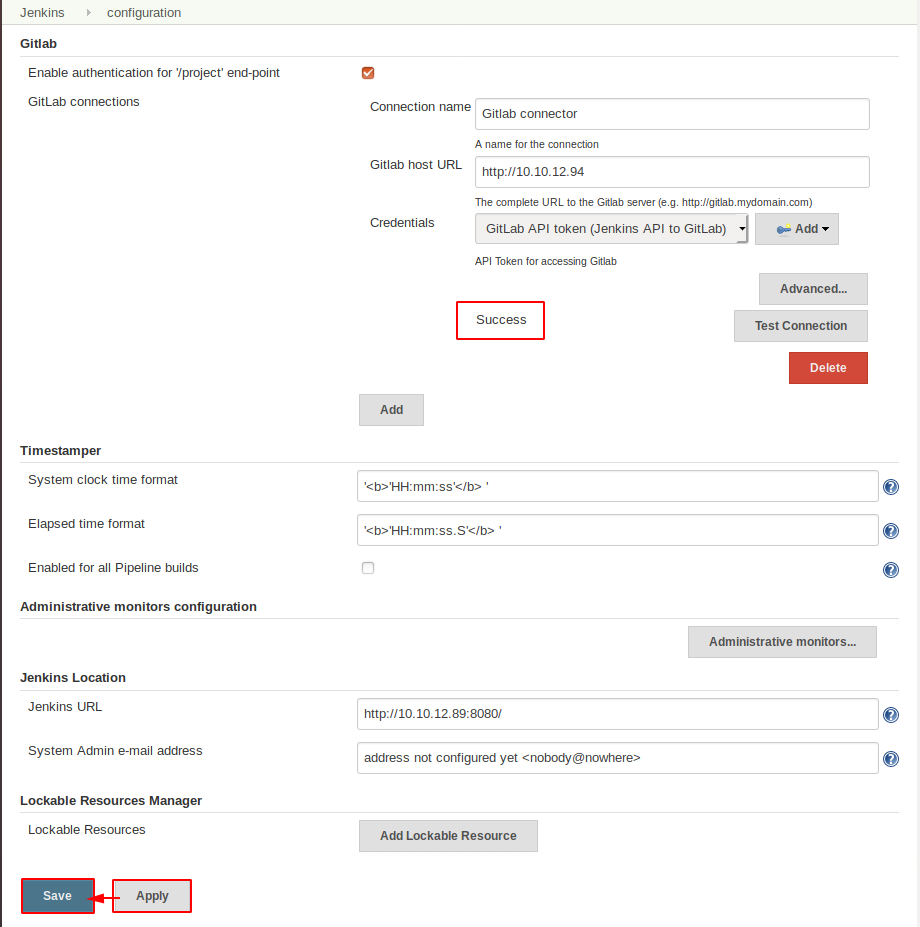 Jenkins configuration
Gitlab
Enable authentication for '/project' end-point
GitLab connections
Connection name Gitlab connector
A name for the connection
Gitlab host URL http://10.10.12.94
The complete URL to the Gitlab server (e.g. http://gitlab.mydomain.com)
Credentials GitLab API token (Jenkins API to GitLab) Add
API Token for accessing Gitlab
Advanced...
Success Test Connection
Delete
Add
Timestamper
System clock time format '<b>'HH:mm:ss'</b> '
Elapsed time format '<b>'HH:mm:ss.S'</b> '
Enabled for all Pipeline builds
Administrative monitors configuration
Administrative monitors...
Jenkins Location
Jenkins URL http://10.10.12.89:8080/
System Admin e-mail address address not configured yet <nobody@nowhere>
Lockable Resources Manager
Lockable Resources Add Lockable Resource
Save Apply